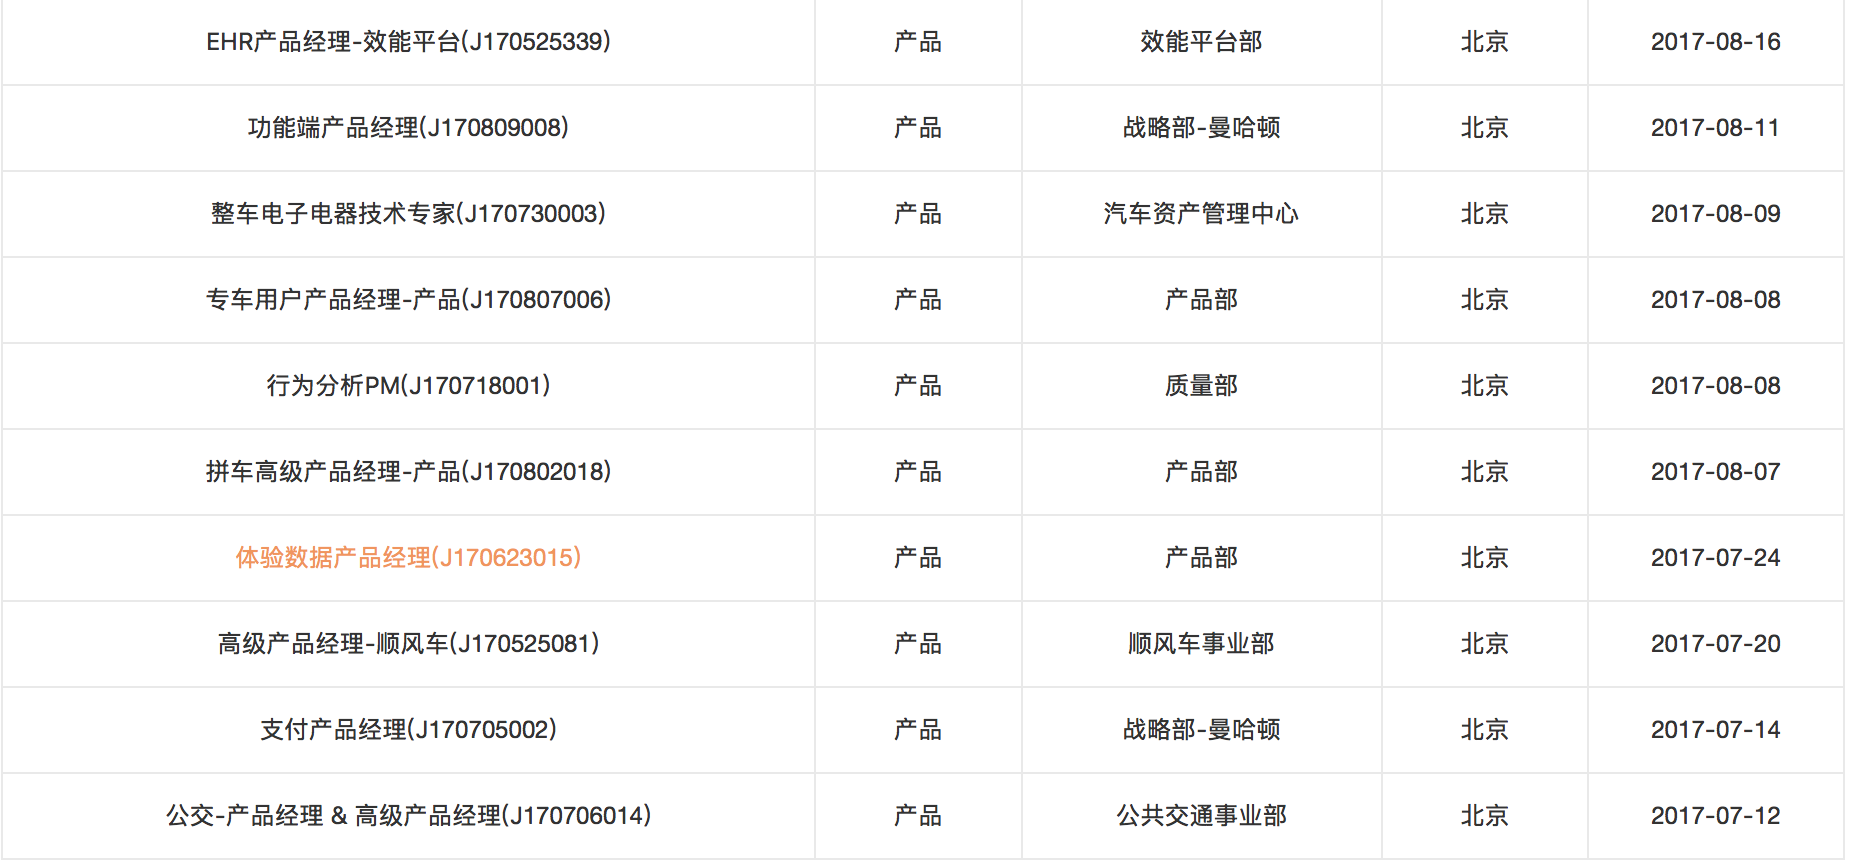 EHR产品经理-效能平台(J170525339) 产品 效能平台部 北京 2017-08-16
功能端产品经理(J170809008) 产品 战略部-曼哈顿 北京 2017-08-11
整车电子电器技术专家(J170730003) 产品 汽车资产管理中心 北京 2017-08-09
专车用户产品经理-产品(J170807006) 产品 产品部 北京 2017-08-08
行为分析PM(J170718001) 产品 质量部 北京 2017-08-08
拼车高级产品经理-产品(J170802018) 产品 产品部 北京 2017-08-07
体验数据产品经理(J170623015) 产品 产品部 北京 2017-07-24
高级产品经理-顺风车(J170525081) 产品 顺风车事业部 北京 2017-07-20
支付产品经理(J170705002) 产品 战略部-曼哈顿 北京 2017-07-14
公交-产品经理 & 高级产品经理(J170706014) 产品 公共交通事业部 北京 2017-07-12